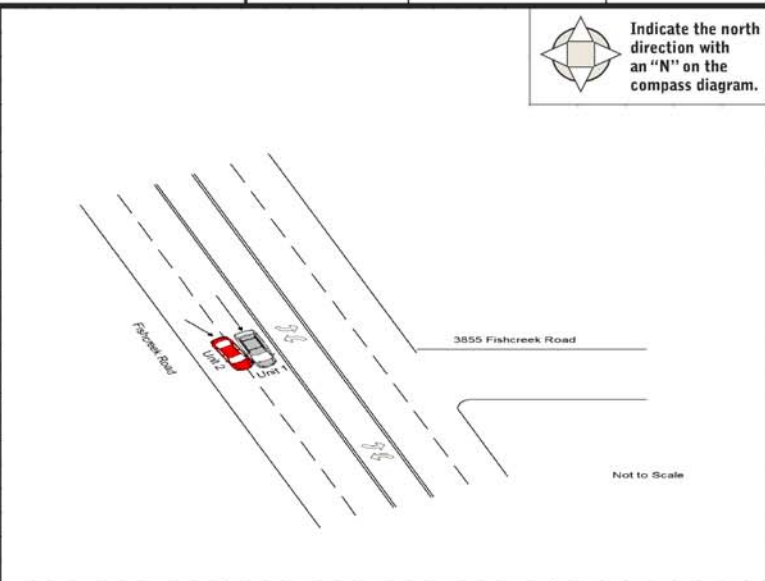 Indicate the north
direction with
an “N” on the
compass diagram.
3855 Fishcreek Road
Fishcreek Road
Unit 2
Unit 1
Not to Scale